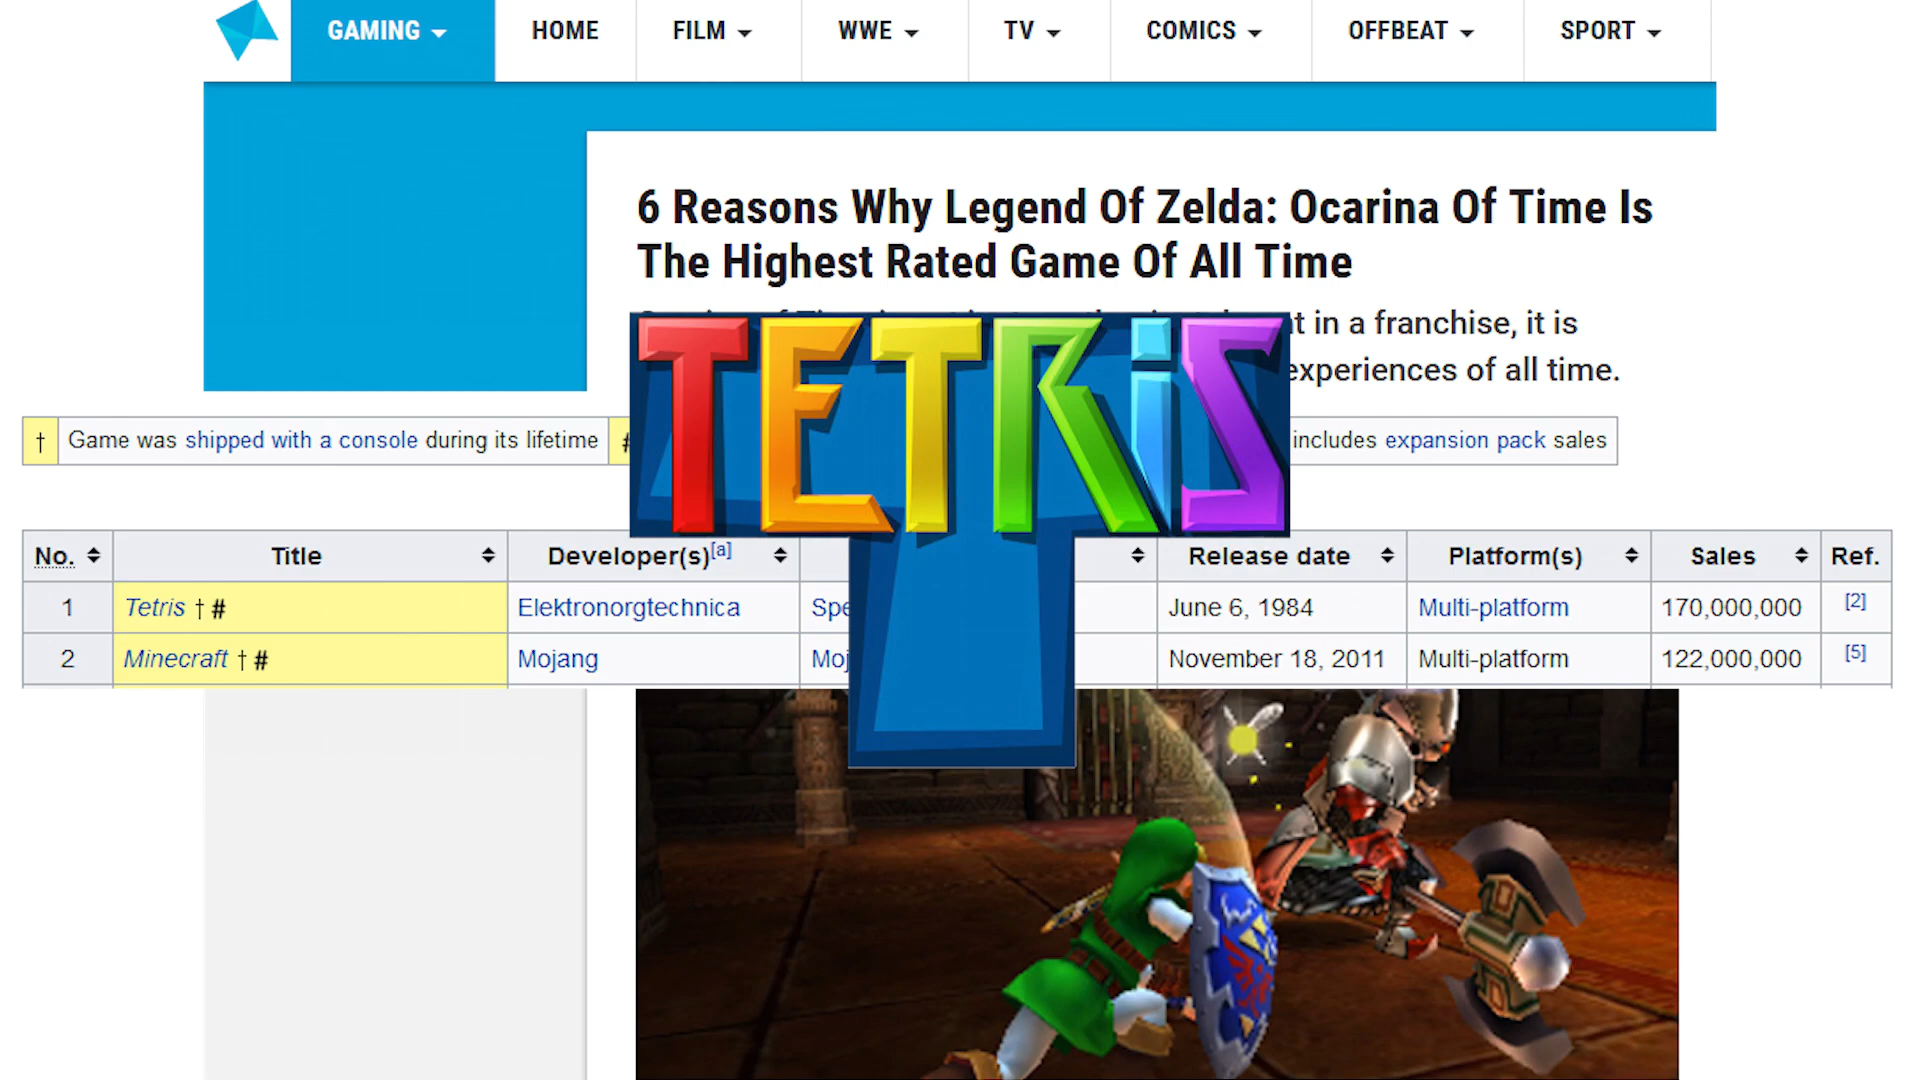 GAMING HOME FILM WWE TV COMICS OFFBEAT SPORT
6 Reasons Why Legend Of Zelda: Ocarina Of Time Is
The Highest Rated Game Of All Time
in a franchise, it is
experiences of all time.
TETRiS
† Game was shipped with a console during its lifetime # includes expansion pack sales
No. Title Developer(s)[a] Release date Platform(s) Sales Ref.
1 Tetris † # Elektronorgtechnica June 6, 1984 Multi-platform 170,000,000 [2]
2 Minecraft † # Mojang November 18, 2011 Multi-platform 122,000,000 [5]